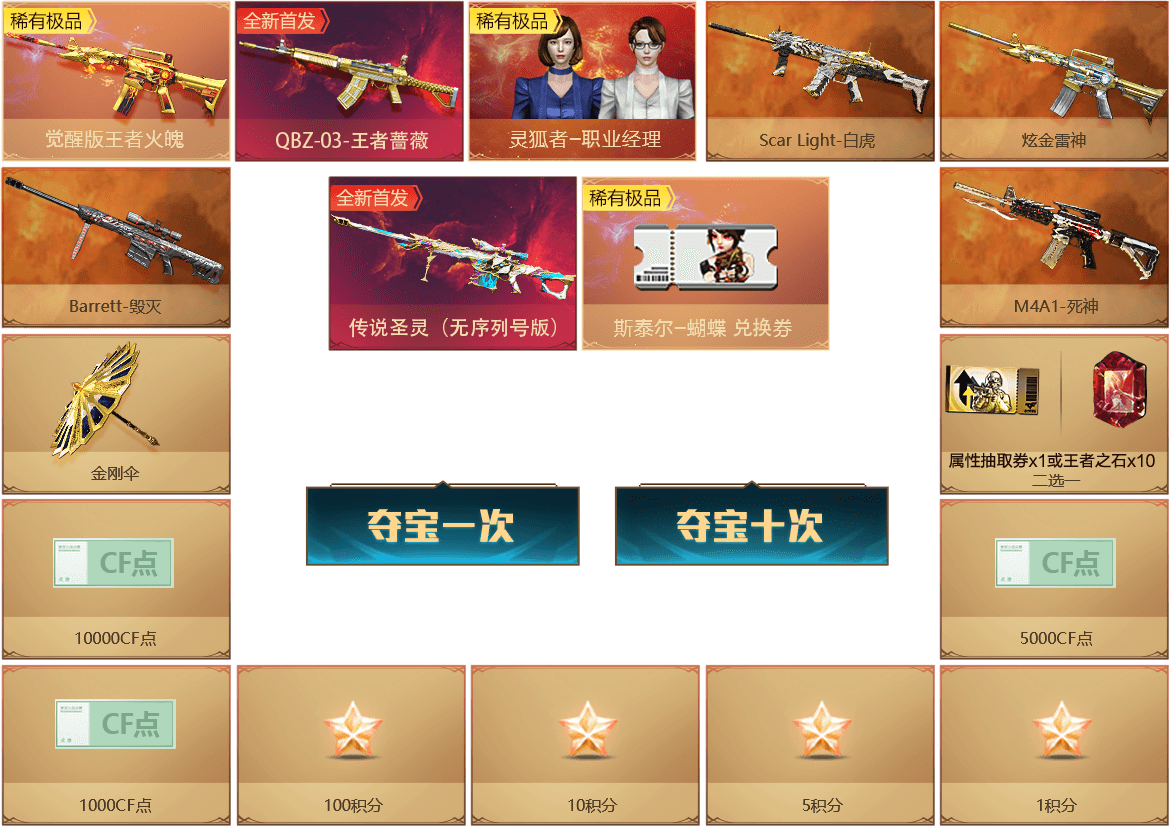 稀有极品
觉醒版王者火魄
全新首发
QBZ-03-王者蔷薇
稀有极品
灵狐者-职业经理
Scar Light-白虎
炫金雷神
Barrett-毁灭
全新首发
传说圣灵（无序列号版）
稀有极品
斯泰尔-蝴蝶 兑换券
M4A1-死神
金刚伞
属性抽取券x1或王者之石x10
二选一
夺宝一次
夺宝十次
CF点
10000CF点
CF点
5000CF点
CF点
1000CF点
100积分
10积分
5积分
1积分